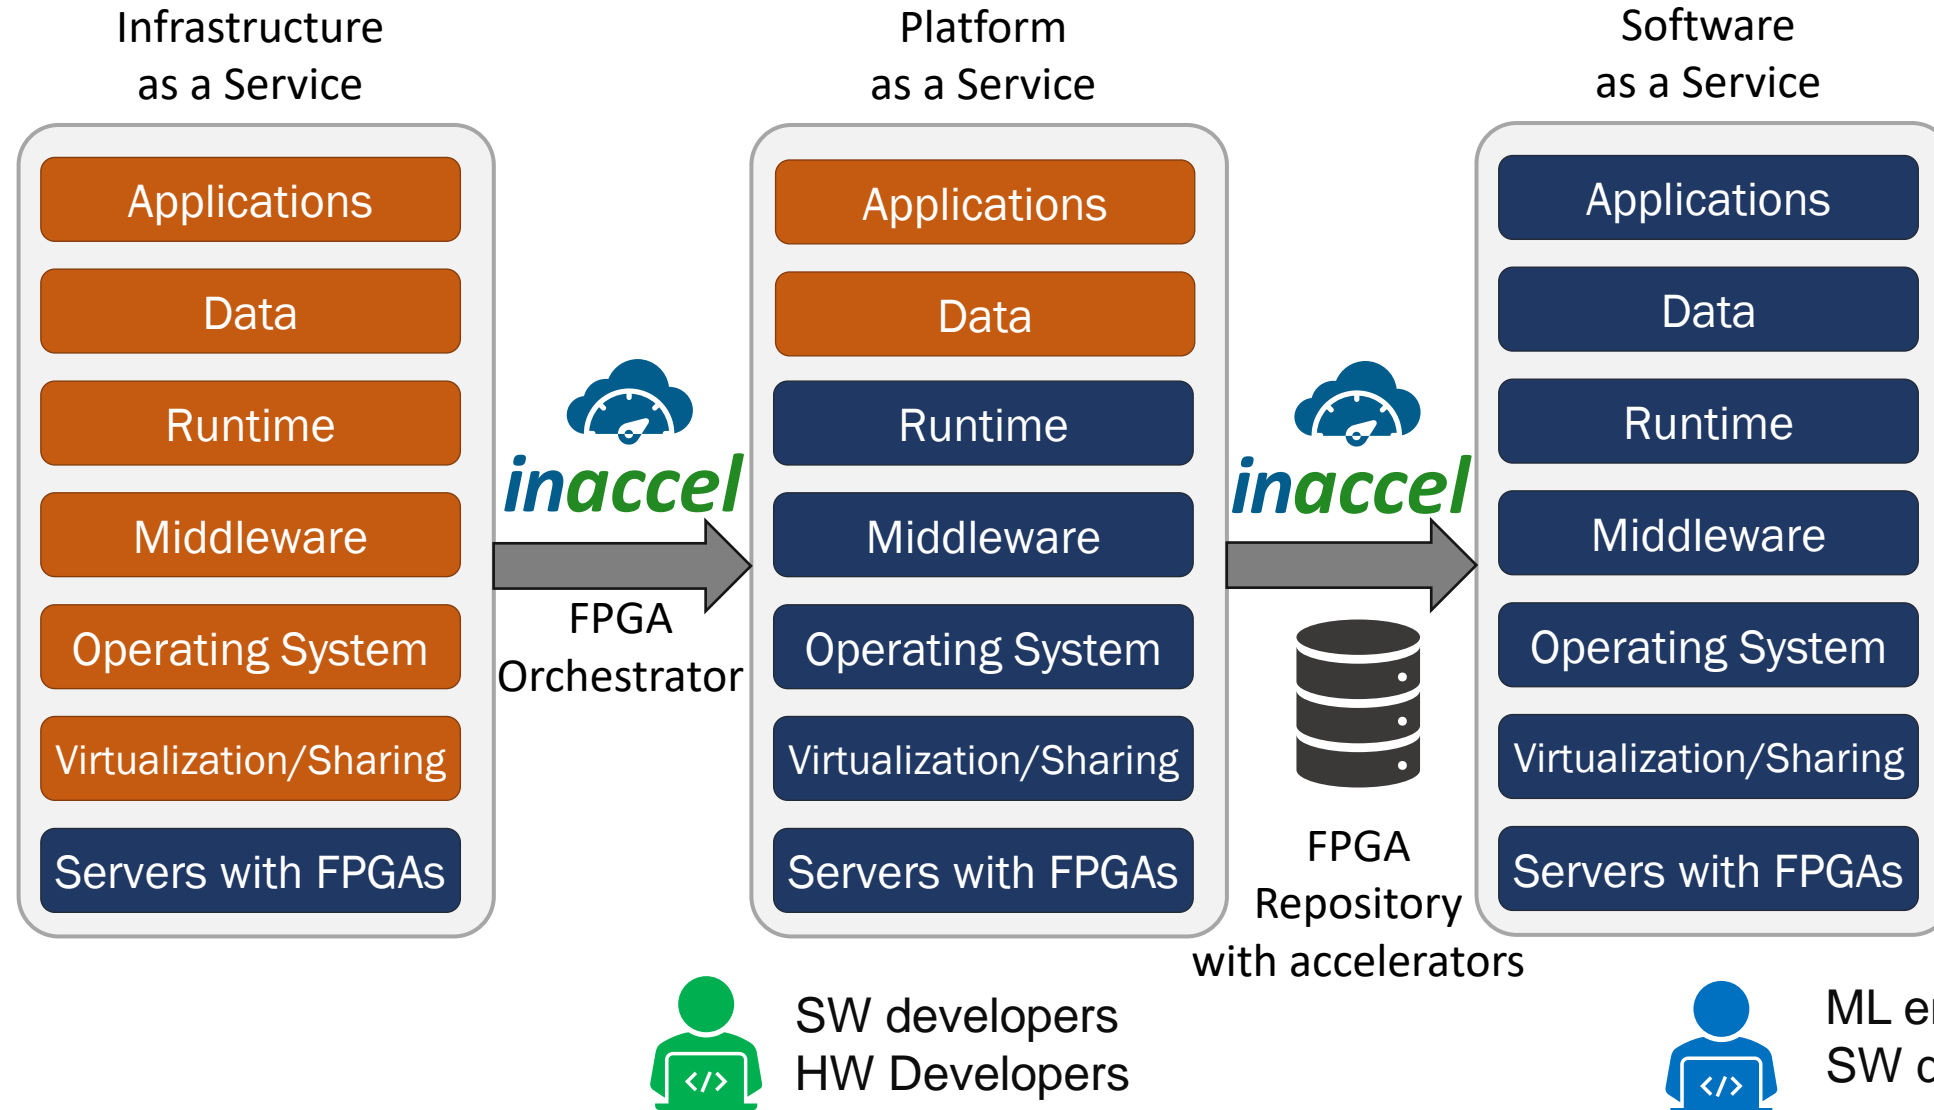 Infrastructure
as a Service
Applications
Data
Runtime
Middleware
Operating System
Virtualization/Sharing
Servers with FPGAs
inaccel
FPGA
Orchestrator
Platform
as a Service
Applications
Data
Runtime
Middleware
Operating System
Virtualization/Sharing
Servers with FPGAs
inaccel
FPGA
Repository
with accelerators
Software
as a Service
Applications
Data
Runtime
Middleware
Operating System
Virtualization/Sharing
Servers with FPGAs
</> SW developers
HW Developers
</> ML
SW